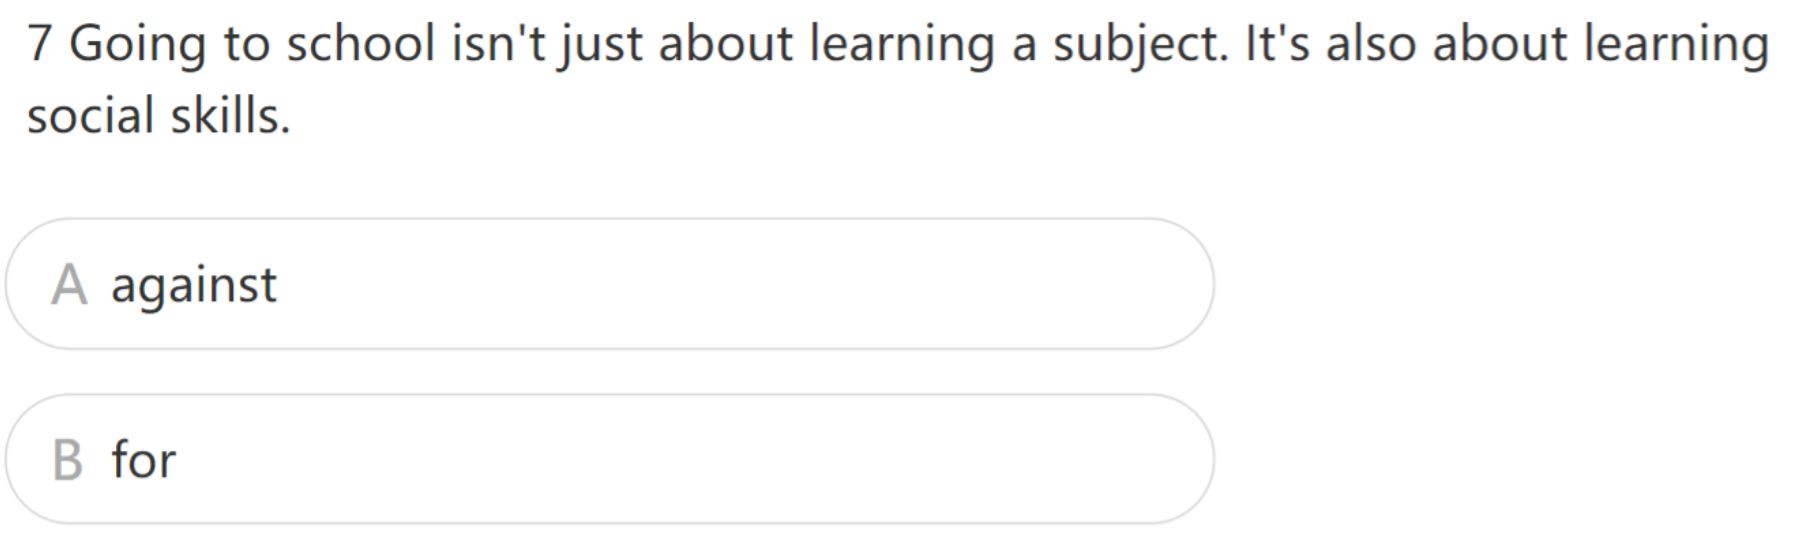 7 Going to school isn't just about learning a subject. It's also about learning
social skills.
A against
B for